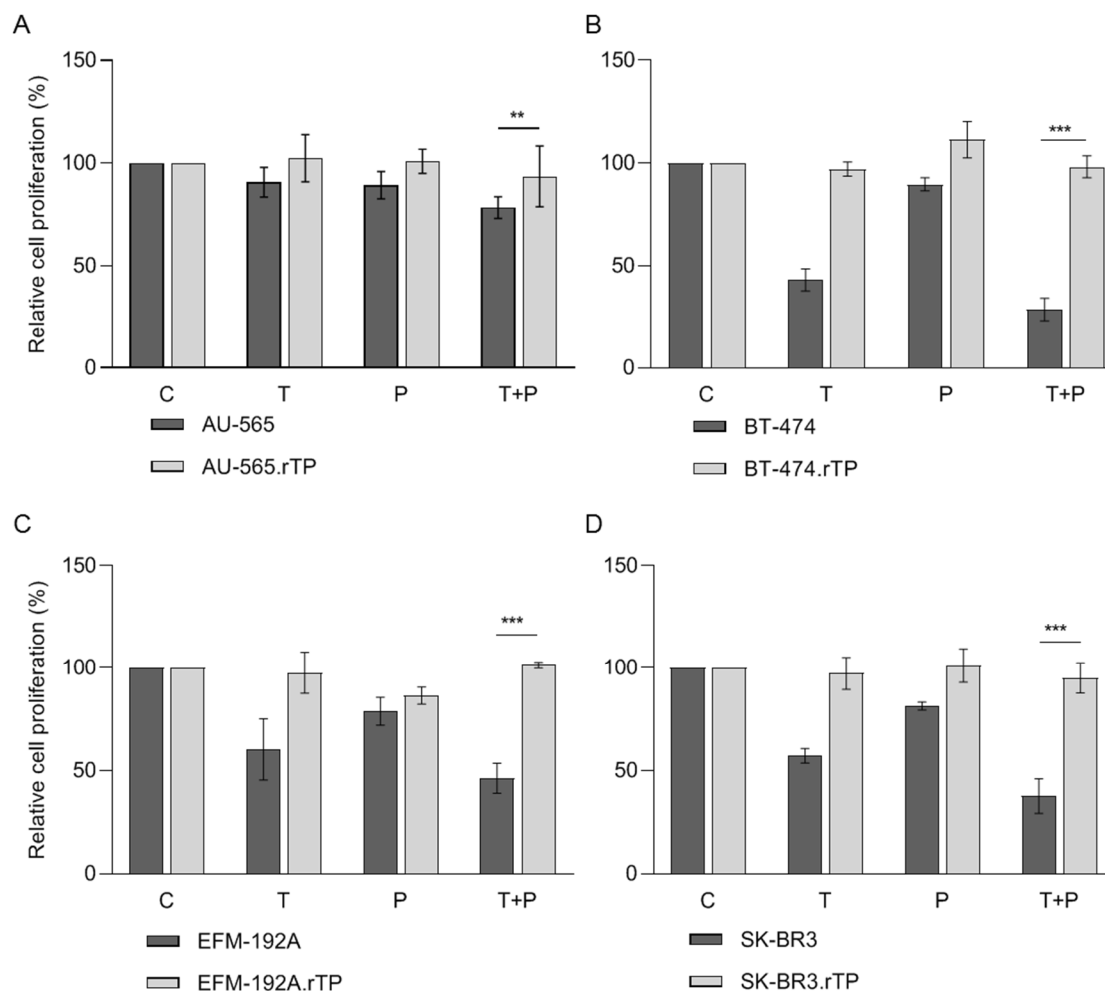 A
Relative cell proliferation (%)
150
100
50
0
**
C T P T+P
AU-565
AU-565.rTP
B
150
100
50
0
***
C T P T+P
BT-474
BT-474.rTP
C
Relative cell proliferation (%)
150
100
50
0
***
C T P T+P
EFM-192A
EFM-192A.rTP
D
150
100
50
0
***
C T P T+P
SK-BR3
SK-BR3.rTP